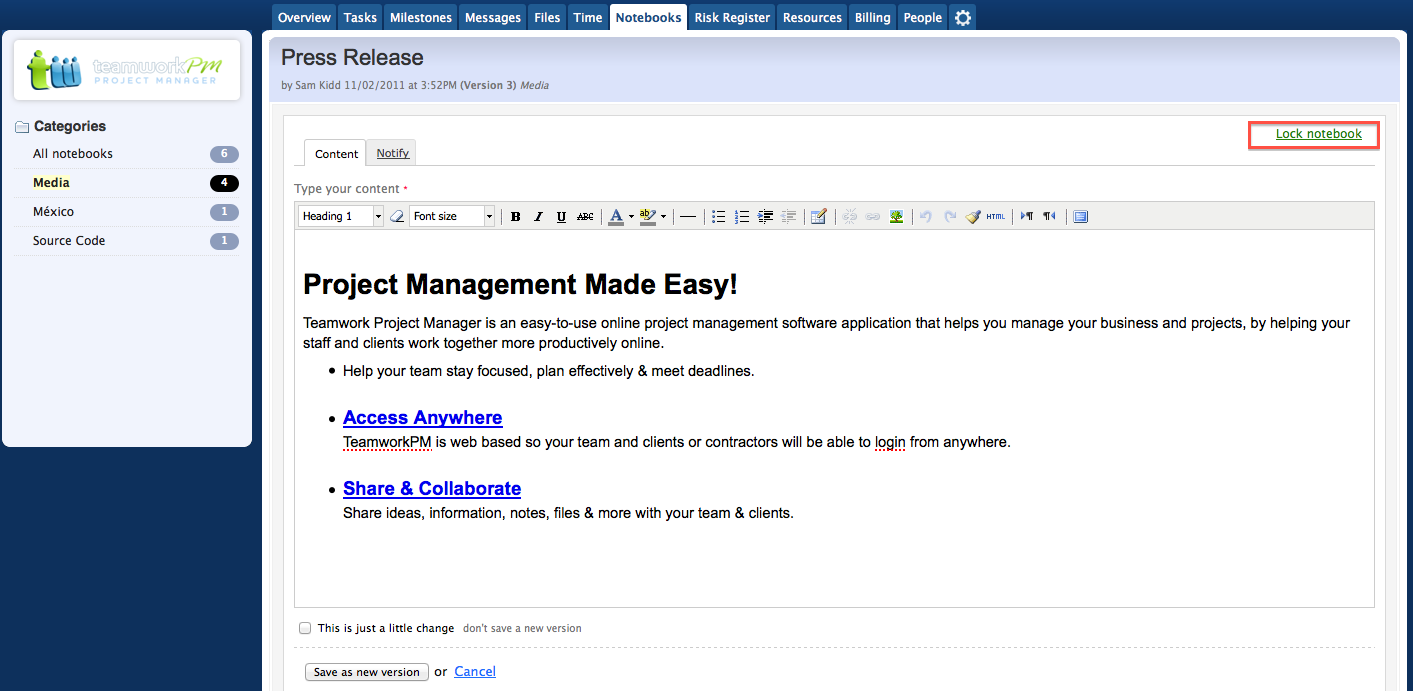 Overview Tasks Milestones Messages Files Time Notebooks Risk Register Resources Billing People
teamworkPm
PROJECT MANAGER
Categories
All notebooks 6
Media 4
México 1
Source Code 1
Press Release
by Sam Kidd 11/02/2011 at 3:52PM (Version 3) Media
Lock notebook
Content Notify
Type your content *
Heading 1 Font size B I U ABC A ab HTML
Project Management Made Easy!
Teamwork Project Manager is an easy-to-use online project management software application that helps you manage your business and projects, by helping your
staff and clients work together more productively online.
• Help your team stay focused, plan effectively & meet deadlines.
• Access Anywhere
TeamworkPM is web based so your team and clients or contractors will be able to login from anywhere.
• Share & Collaborate
Share ideas, information, notes, files & more with your team & clients.
This is just a little change don't save a new version
Save as new version or Cancel